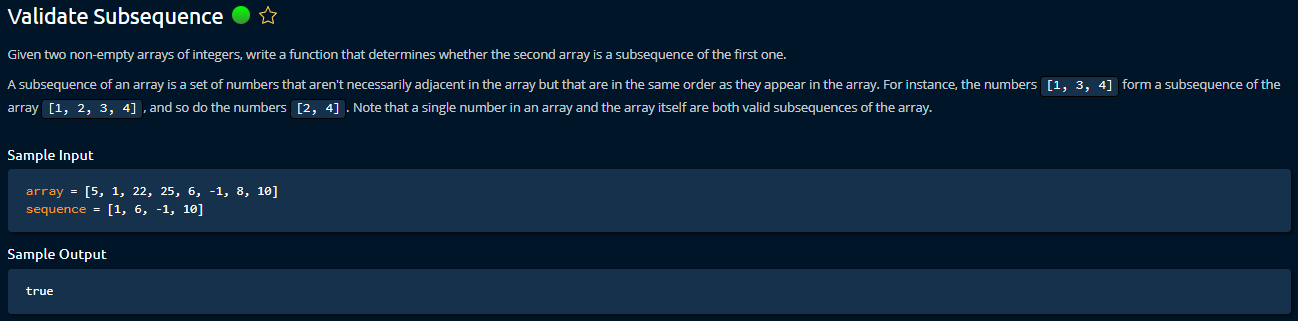 Validate Subsequence
Given two non-empty arrays of integers, write a function that determines whether the second array is a subsequence of the first one.
A subsequence of an array is a set of numbers that aren't necessarily adjacent in the array but that are in the same order as they appear in the array. For instance, the numbers [1, 3, 4] form a subsequence of the
array [1, 2, 3, 4] , and so do the numbers [2, 4] . Note that a single number in an array and the array itself are both valid subsequences of the array.
Sample Input
array = [5, 1, 22, 25, 6, -1, 8, 10]
sequence = [1, 6, -1, 10]
Sample Output
true